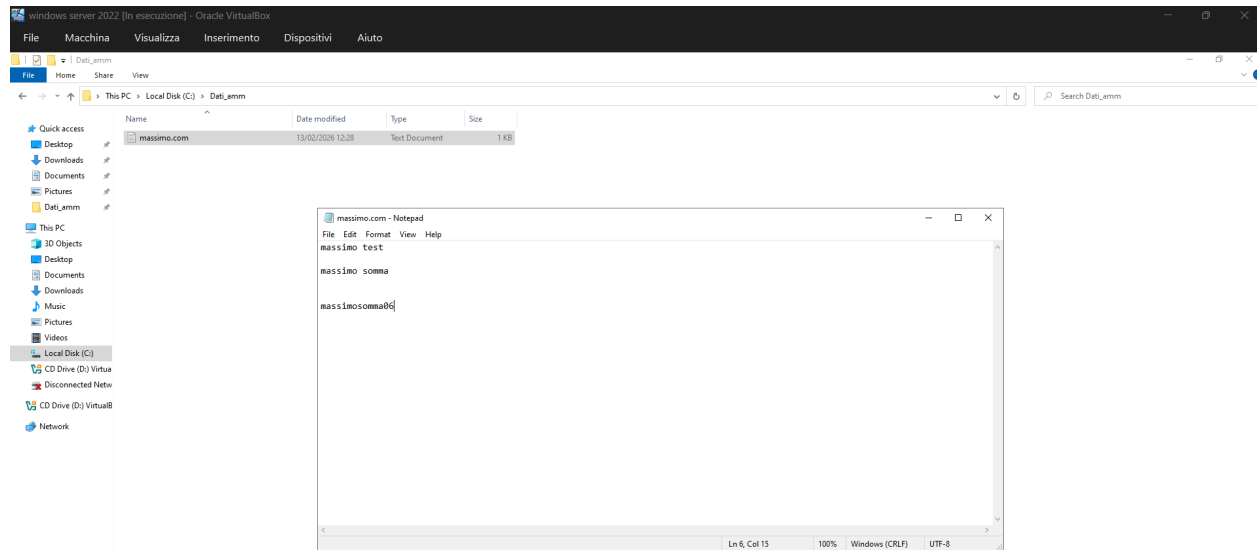 windows server 2022 [In esecuzione] - Oracle VirtualBox
File Macchina Visualizza Inserimento Dispositivi Aiuto
Dati_amm
File Home Share View
This PC Local Disk (C:) Dati_amm
Search Dati_amm
Name Date modified Type Size
massimo.com 13/02/2026 12:28 Text Document 1 KB
Quick access
Desktop
Downloads
Documents
Pictures
Dati_amm
This PC
3D Objects
Desktop
Documents
Downloads
Music
Pictures
Videos
Local Disk (C:)
CD Drive (D:) Virtua
Disconnected Netw
CD Drive (D:) VirtualB
Network
massimo.com - Notepad
File Edit Format View Help
massimo test
massimo somma
massimosomma06
Ln 6, Col 15 100% Windows (CRLF) UTF-8